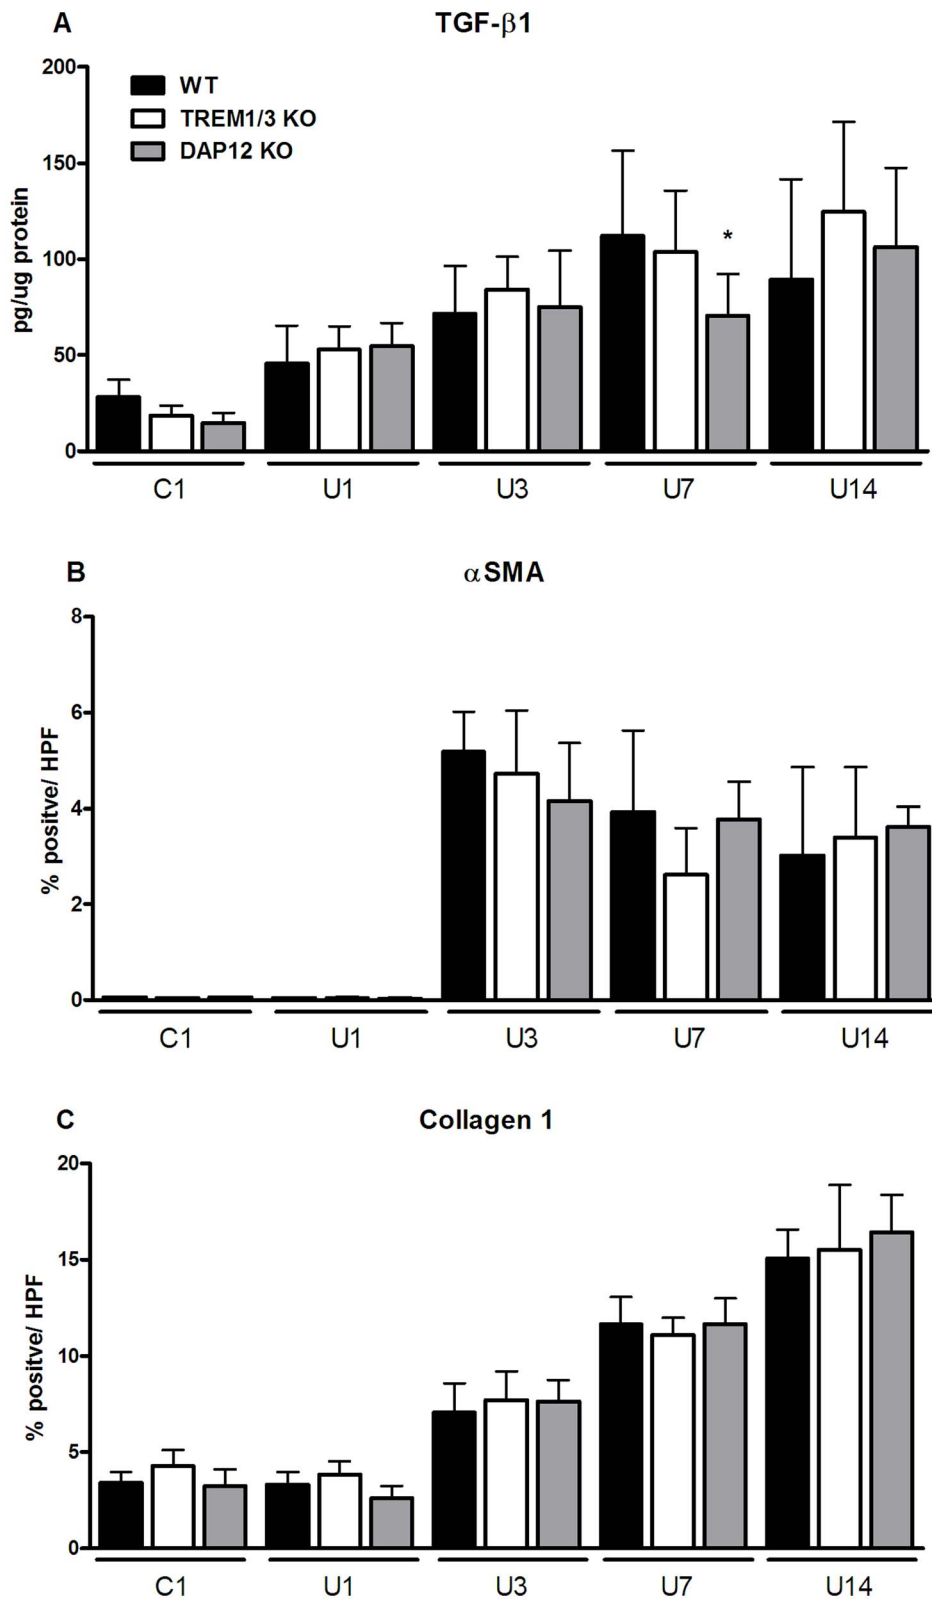 A
TGF-β1
200
150
100
50
0
pg/ug protein
WT
TREM1/3 KO
DAP12 KO
*
C1 U1 U3 U7 U14
B
αSMA
8
6
4
2
0
% positve/ HPF
C1 U1 U3 U7 U14
C
Collagen 1
20
15
10
5
0
% positve/ HPF
C1 U1 U3 U7 U14